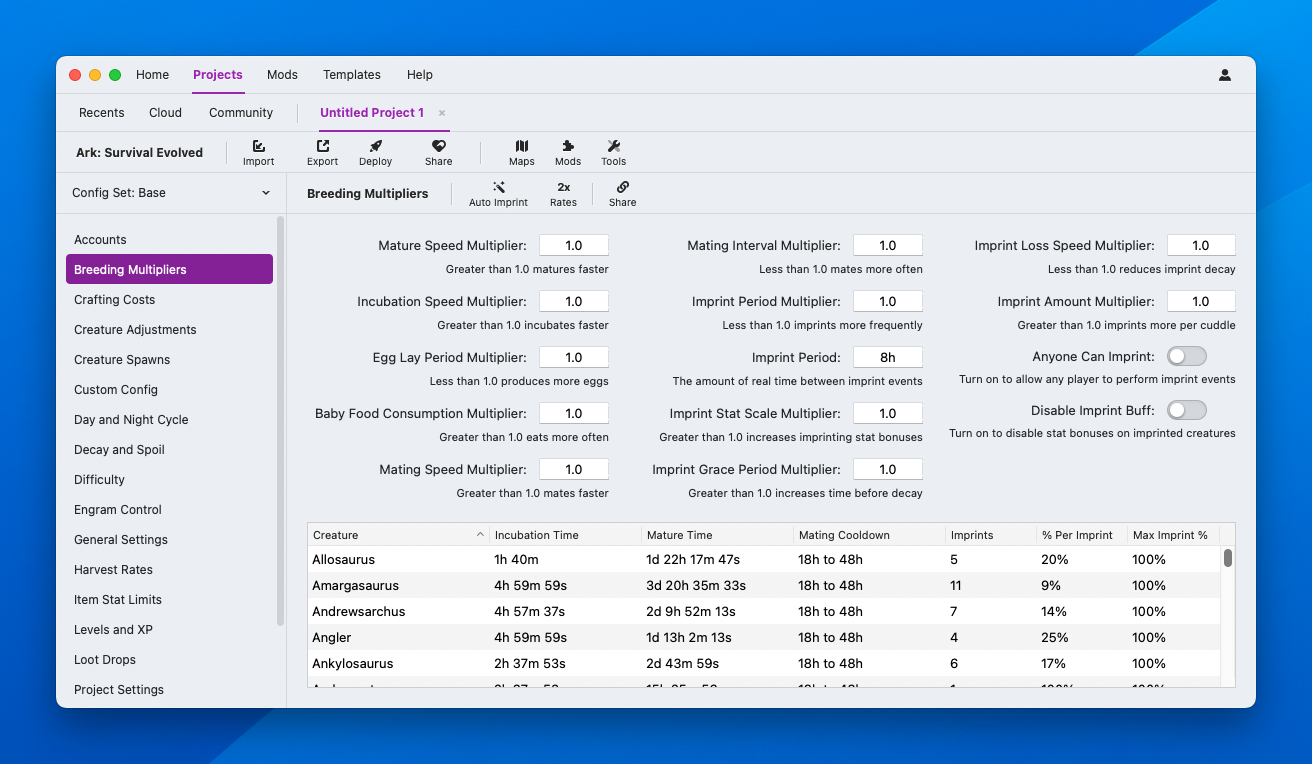 Home Projects Mods Templates Help
Recents Cloud Community Untitled Project 1 ×
Ark: Survival Evolved Import Export Deploy Share Maps Mods Tools
Config Set: Base
Breeding Multipliers Auto Imprint 2x Rates Share
Accounts
Breeding Multipliers
Crafting Costs
Creature Adjustments
Creature Spawns
Custom Config
Day and Night Cycle
Decay and Spoil
Difficulty
Engram Control
General Settings
Harvest Rates
Item Stat Limits
Levels and XP
Loot Drops
Project Settings
Mature Speed Multiplier: 1.0
Greater than 1.0 matures faster
Incubation Speed Multiplier: 1.0
Greater than 1.0 incubates faster
Egg Lay Period Multiplier: 1.0
Less than 1.0 produces more eggs
Baby Food Consumption Multiplier: 1.0
Greater than 1.0 eats more often
Mating Speed Multiplier: 1.0
Greater than 1.0 mates faster
Mating Interval Multiplier: 1.0
Less than 1.0 mates more often
Imprint Period Multiplier: 1.0
Less than 1.0 imprints more frequently
Imprint Period: 8h
The amount of real time between imprint events
Imprint Stat Scale Multiplier: 1.0
Greater than 1.0 increases imprinting stat bonuses
Imprint Grace Period Multiplier: 1.0
Greater than 1.0 increases time before decay
Imprint Loss Speed Multiplier: 1.0
Less than 1.0 reduces imprint decay
Imprint Amount Multiplier: 1.0
Greater than 1.0 imprints more per cuddle
Anyone Can Imprint:
Turn on to allow any player to perform imprint events
Disable Imprint Buff:
Turn on to disable stat bonuses on imprinted creatures
Creature Incubation Time Mature Time Mating Cooldown Imprints % Per Imprint Max Imprint %
Allosaurus 1h 40m 1d 22h 17m 47s 18h to 48h 5 20% 100%
Amargasaurus 4h 59m 59s 3d 20h 35m 33s 18h to 48h 11 9% 100%
Andrewsarchus 4h 57m 37s 2d 9h 52m 13s 18h to 48h 7 14% 100%
Angler 4h 59m 59s 1d 13h 2m 13s 18h to 48h 4 25% 100%
Ankylosaurus 2h 37m 53s 2d 43m 59s 18h to 48h 6 17% 100%